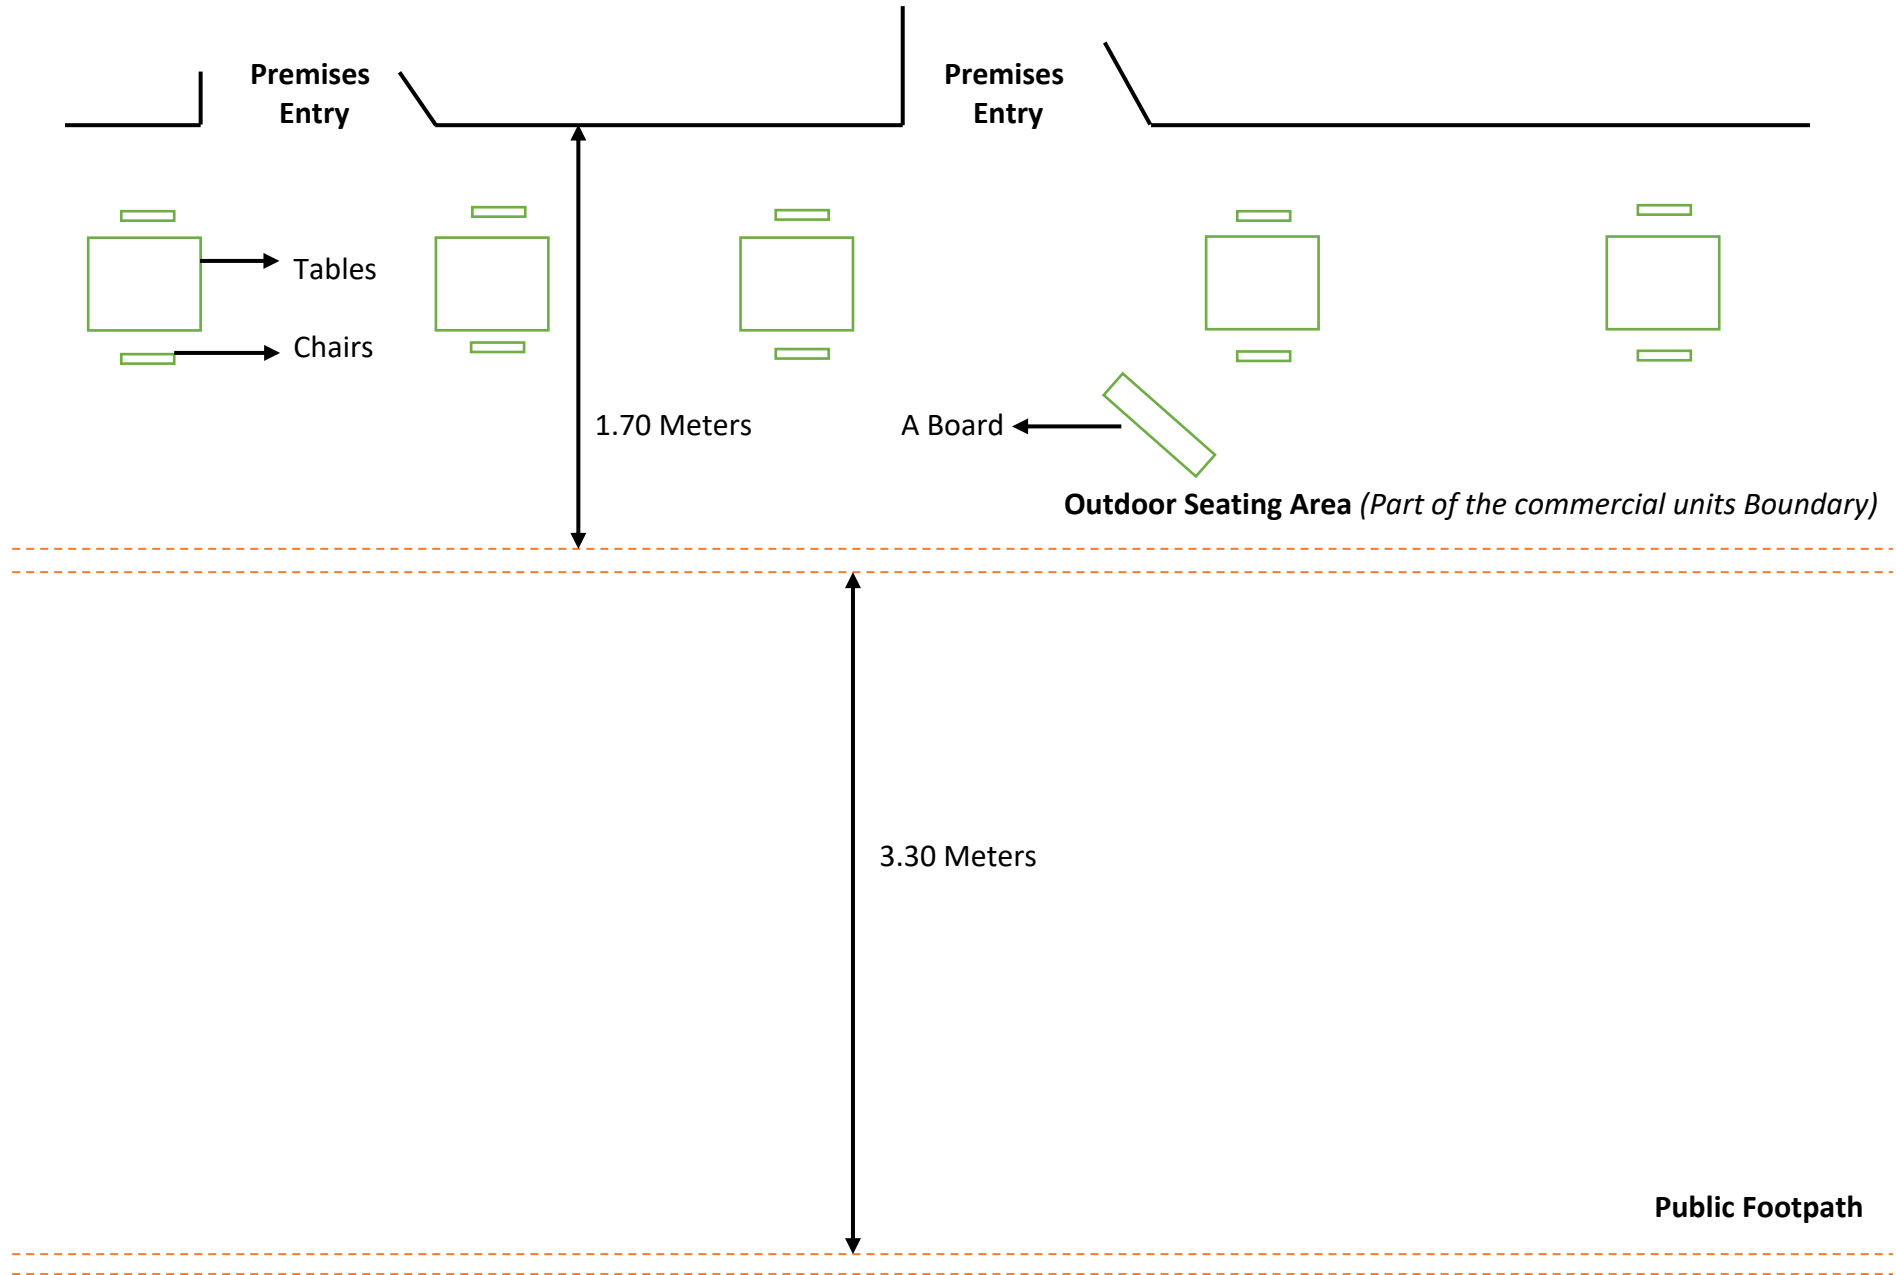 Premises
Entry
Premises
Entry
Tables
Chairs
1.70 Meters
A Board
Outdoor Seating Area (Part of the commercial units Boundary)
3.30 Meters
Public Footpath